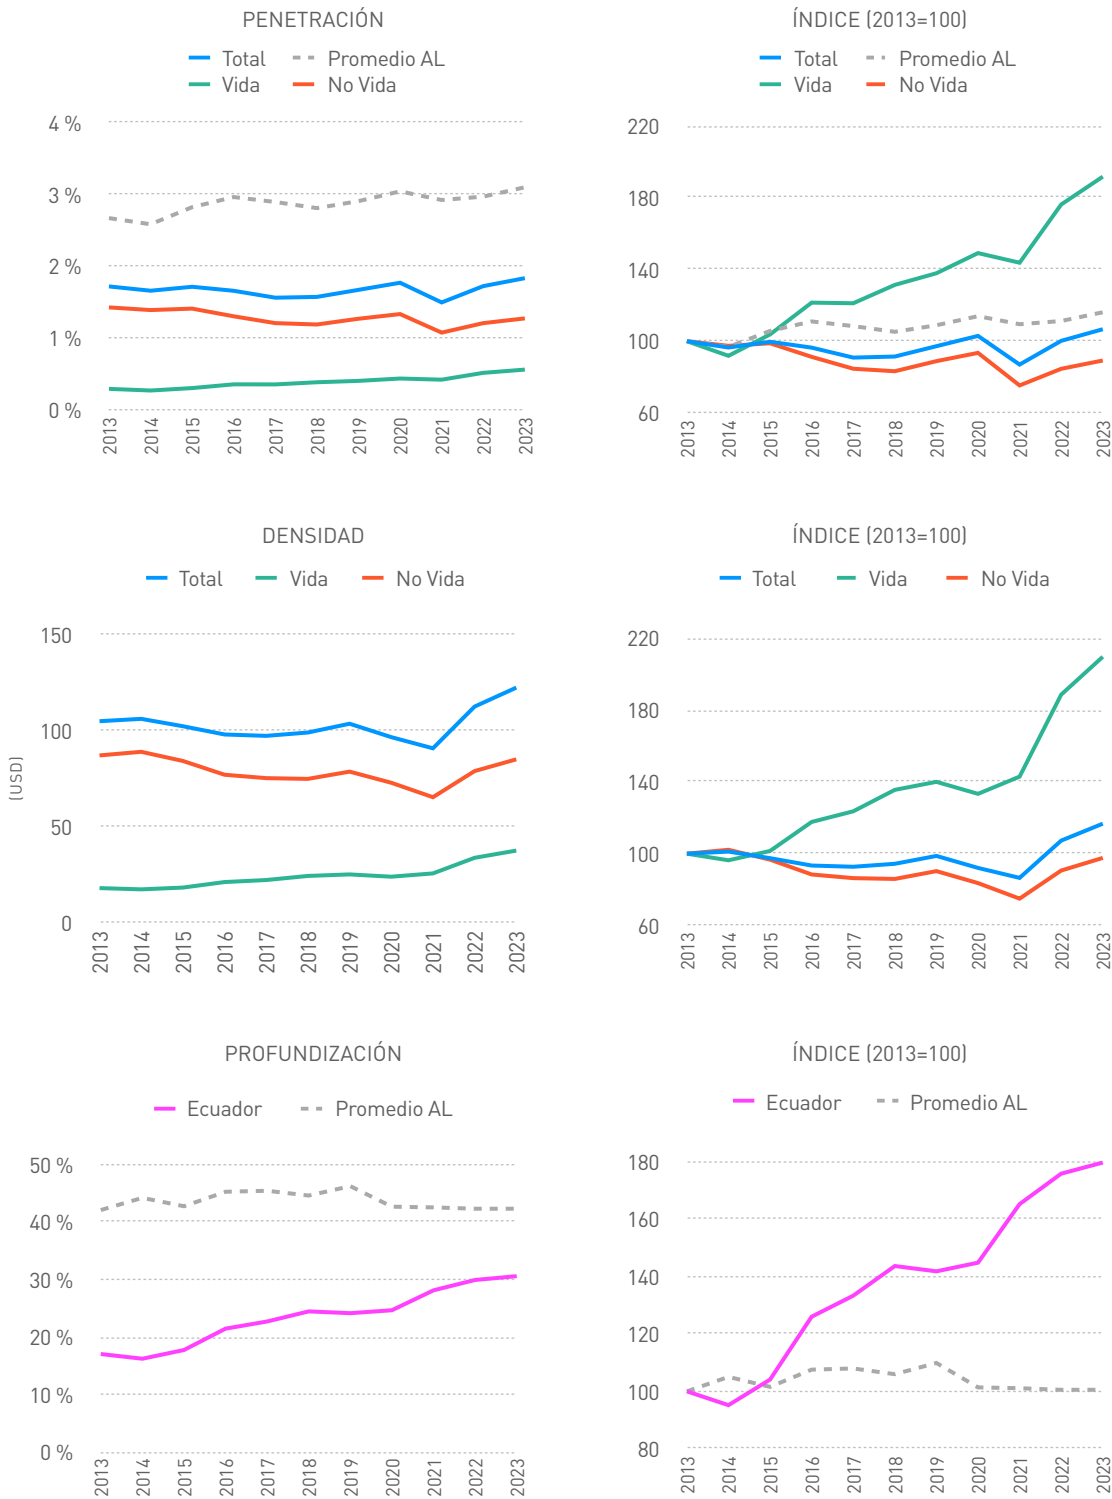 PENETRACIÓN
Total Promedio AL
Vida No Vida
4 %
3 %
2 %
1 %
0 %
2013 2014 2015 2016 2017 2018 2019 2020 2021 2022 2023
ÍNDICE (2013=100)
Total Promedio AL
Vida No Vida
220
180
140
100
60
2013 2014 2015 2016 2017 2018 2019 2020 2021 2022 2023
DENSIDAD
Total Vida No Vida
(USD)
150
100
50
0
2013 2014 2015 2016 2017 2018 2019 2020 2021 2022 2023
ÍNDICE (2013=100)
Total Vida No Vida
220
180
140
100
60
2013 2014 2015 2016 2017 2018 2019 2020 2021 2022 2023
PROFUNDIZACIÓN
Ecuador Promedio AL
50 %
40 %
30 %
20 %
10 %
0 %
2013 2014 2015 2016 2017 2018 2019 2020 2021 2022 2023
ÍNDICE (2013=100)
Ecuador Promedio AL
180
160
140
120
100
80
2013 2014 2015 2016 2017 2018 2019 2020 2021 2022 2023